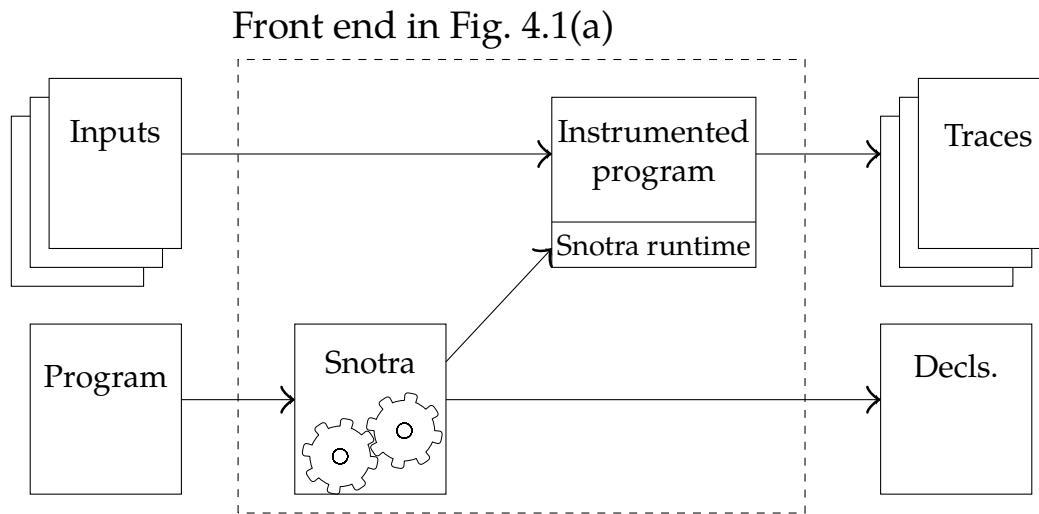 Front end in Fig. 4.1(a)
Inputs
Instrumented
program
Snotra runtime
Traces
Program
Snotra
Decls.